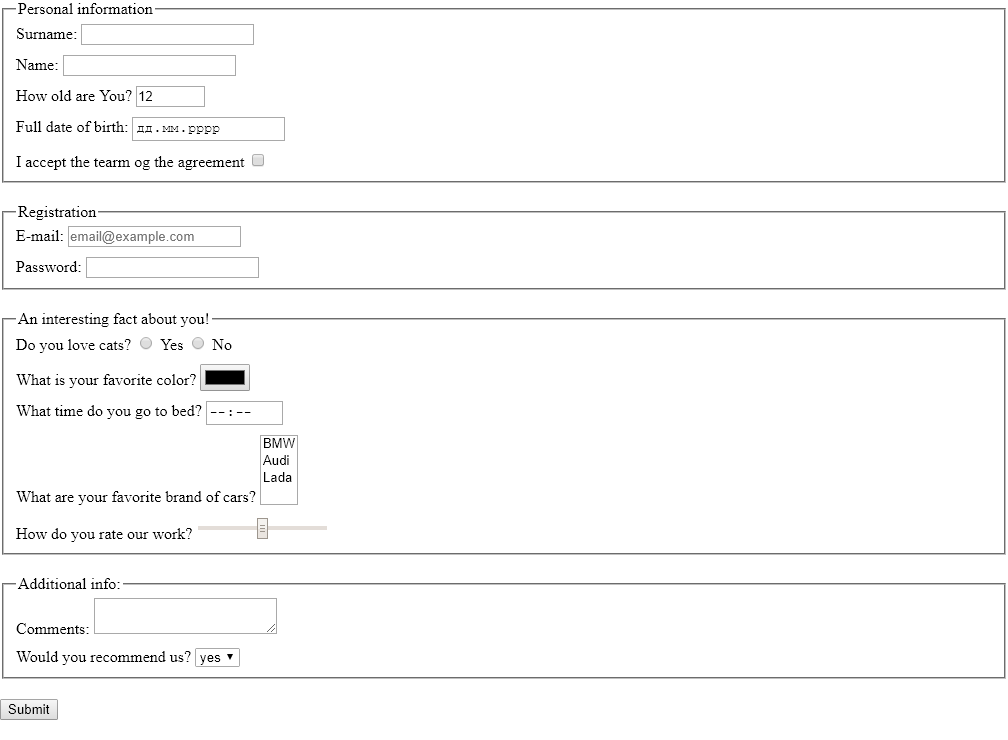 Personal information
Surname:
Name:
How old are You? 12
Full date of birth: дд.мм.рррр
I accept the tearm og the agreement
Registration
E-mail: email@example.com
Password:
An interesting fact about you!
Do you love cats? Yes No
What is your favorite color?
What time do you go to bed? --:--
BMW
Audi
Lada
What are your favorite brand of cars?
How do you rate our work?
Additional info:
Comments:
Would you recommend us? yes
Submit